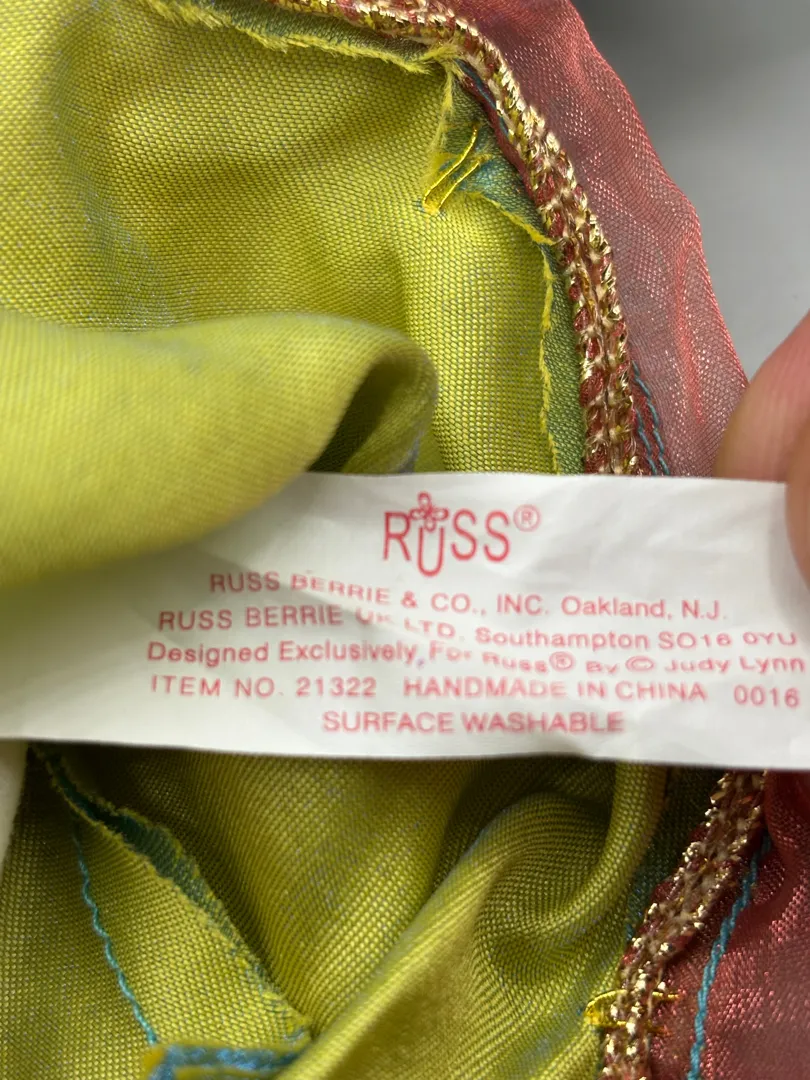 RUSS®
RUSS BERRIE & CO., INC. Oakland, N.J.
RUSS BERRIE UK LTD. Southampton SO16 0YU
Designed Exclusively, For Russ® By © Judy Lynn
ITEM NO. 21322 HANDMADE IN CHINA 0016
SURFACE WASHABLE